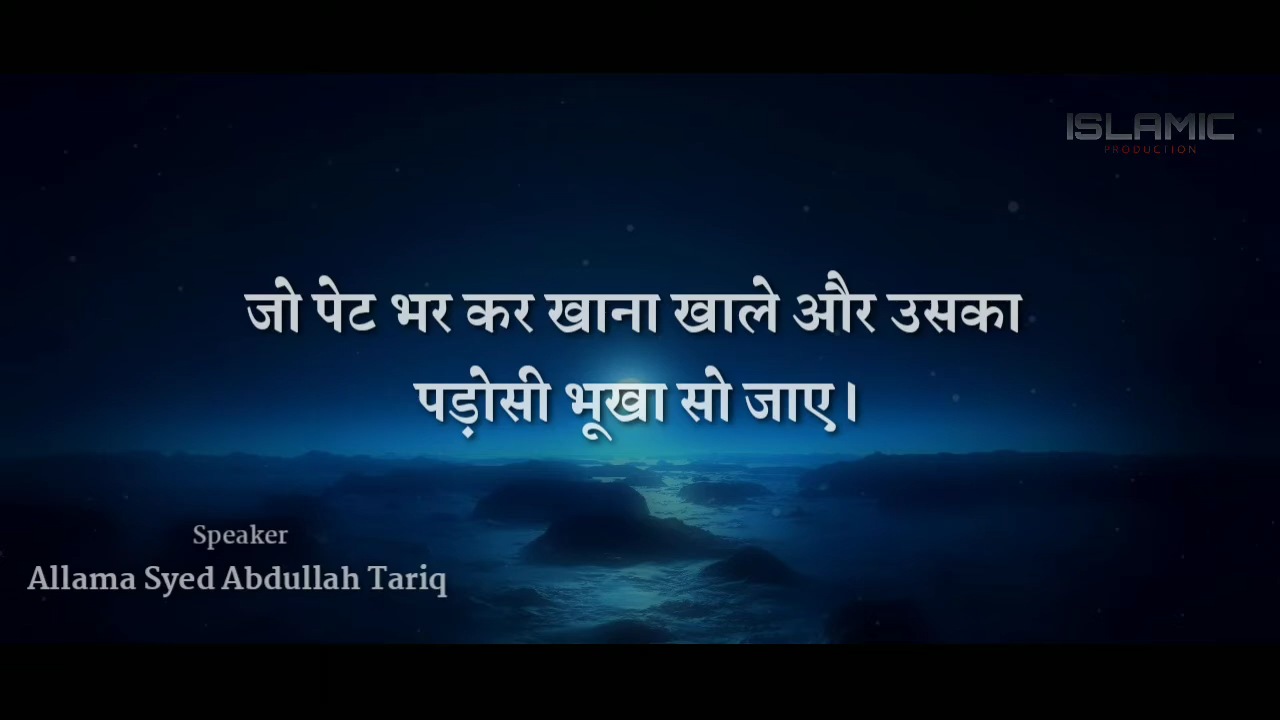 ISLAMIC
PRODUCTION
जो पेट भर कर खाना खाले और उसका
पड़ोसी भूखा सो जाए।
Speaker
Allama Syed Abdullah Tariq